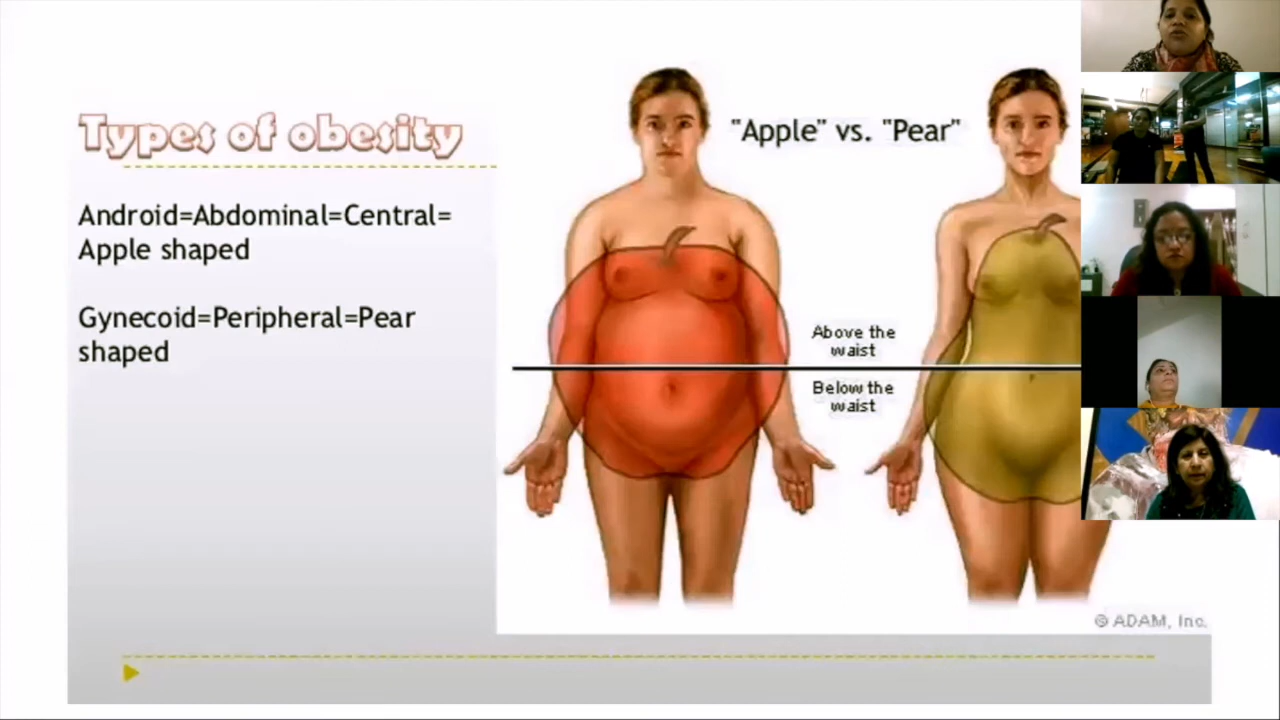 Types of obesity
Android=Abdominal=Central=
Apple shaped
Gynecoid=Peripheral=Pear
shaped
"Apple" vs. "Pear"
Above the
waist
Below the
waist
© ADAM, Inc.